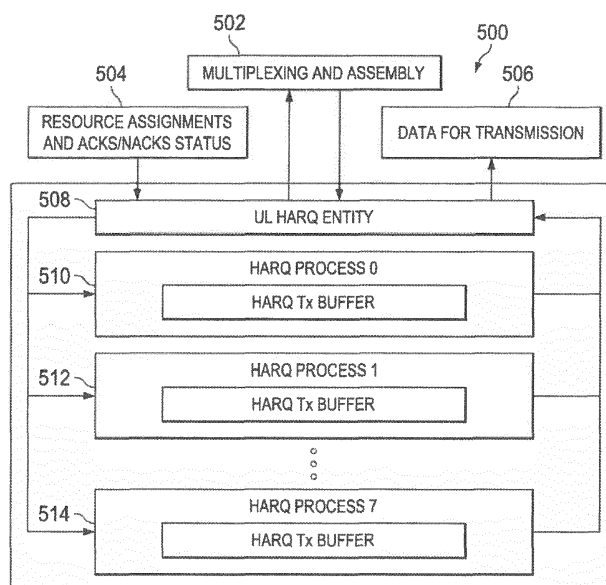 502
500
MULTIPLEXING AND ASSEMBLY
504
506
RESOURCE ASSIGNMENTS
AND ACKS/NACKS STATUS
DATA FOR TRANSMISSION
508
UL HARQ ENTITY
510
HARQ PROCESS 0
HARQ Tx BUFFER
512
HARQ PROCESS 1
HARQ Tx BUFFER
514
HARQ PROCESS 7
HARQ Tx BUFFER